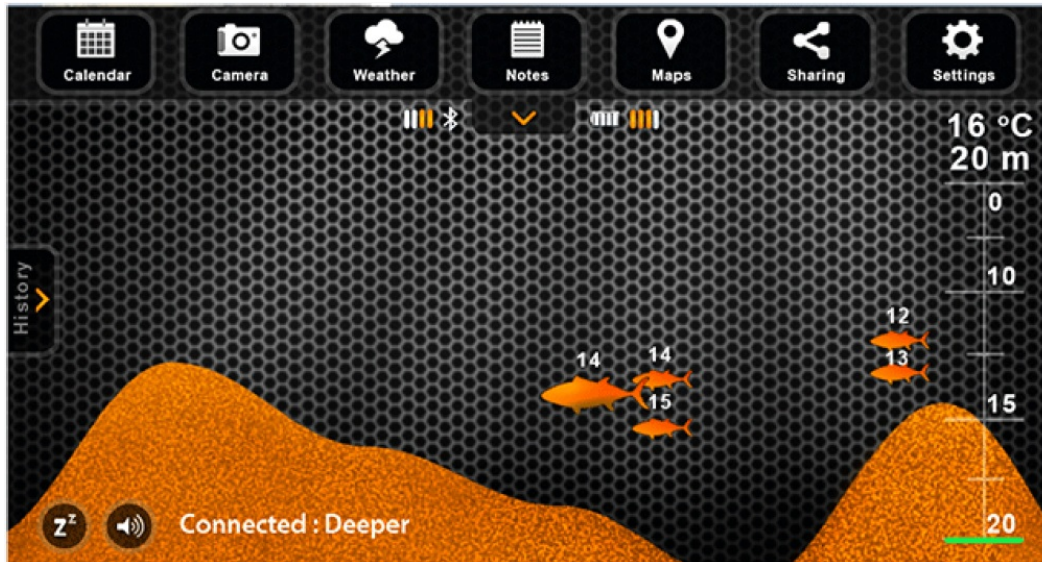 Calendar
Camera
Weather
Notes
Maps
Sharing
Settings
16 °C
20 m
0
10
15
20
History
14
14
15
12
13
Zz
Connected : Deeper